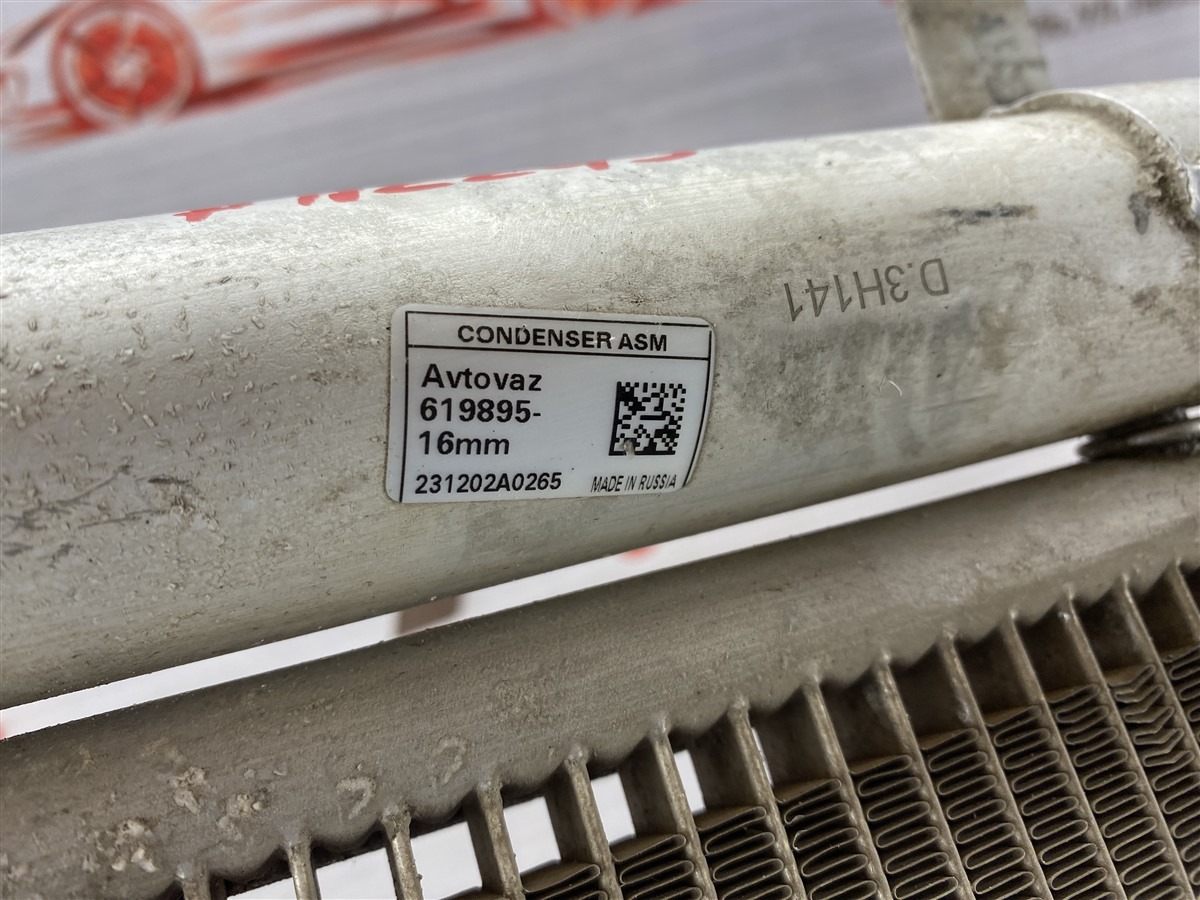 CONDENSER ASM
Avtovaz
619895-
16mm
231202A0265
MADE IN RUSSIA
D.3H141